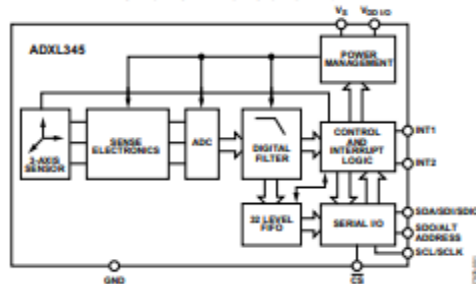 ADXL345
VS
VDD I/O
POWER
MANAGEMENT
3-AXIS
SENSOR
SENSE
ELECTRONICS
ADC
DIGITAL
FILTER
CONTROL
AND
INTERRUPT
LOGIC
INT1
INT2
32 LEVEL
FIFO
SERIAL I/O
SDA/SDI/SDIO
SDO/ALT
ADDRESS
SCL/SCLK
GND
CS